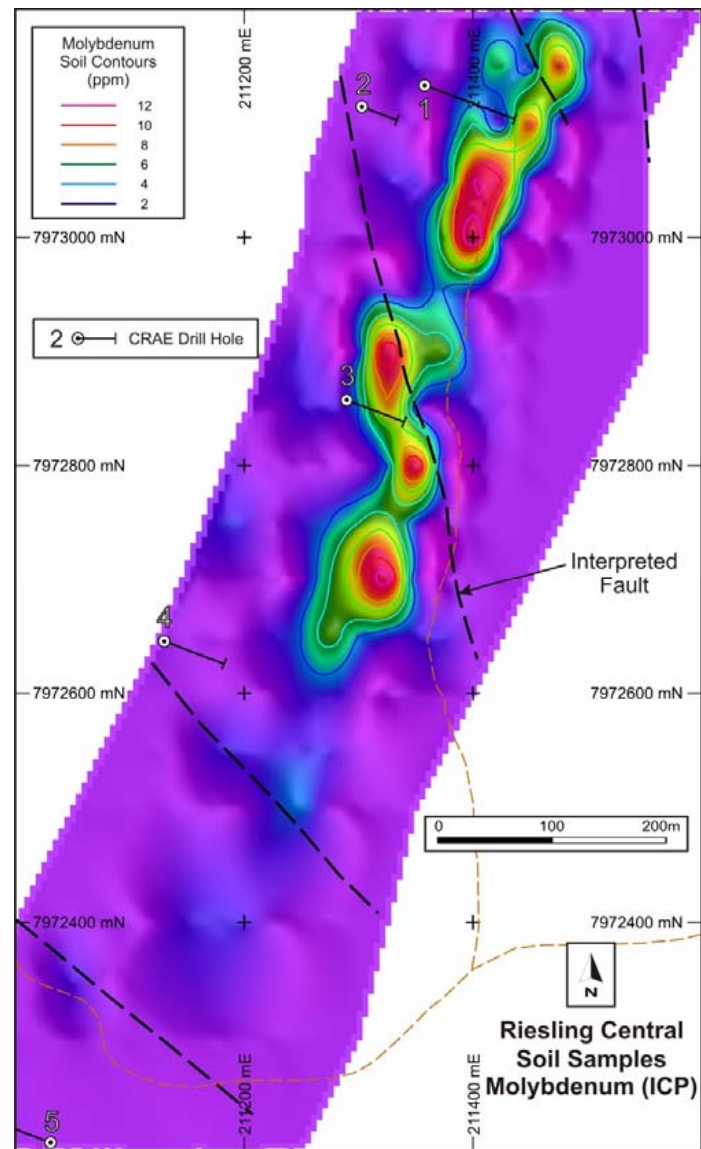 Molybdenum
Soil Contours
(ppm)
12
10
8
6
4
2
211200 mE
211400 mE
2
1
7973000 mN
7973000 mN
2 CRAE Drill Hole
3
7972800 mN
7972800 mN
Interpreted
Fault
4
7972600 mN
7972600 mN
0 100 200m
7972400 mN
7972400 mN
N
Riesling Central
Soil Samples
Molybdenum (ICP)
211200 mE
211400 mE
5